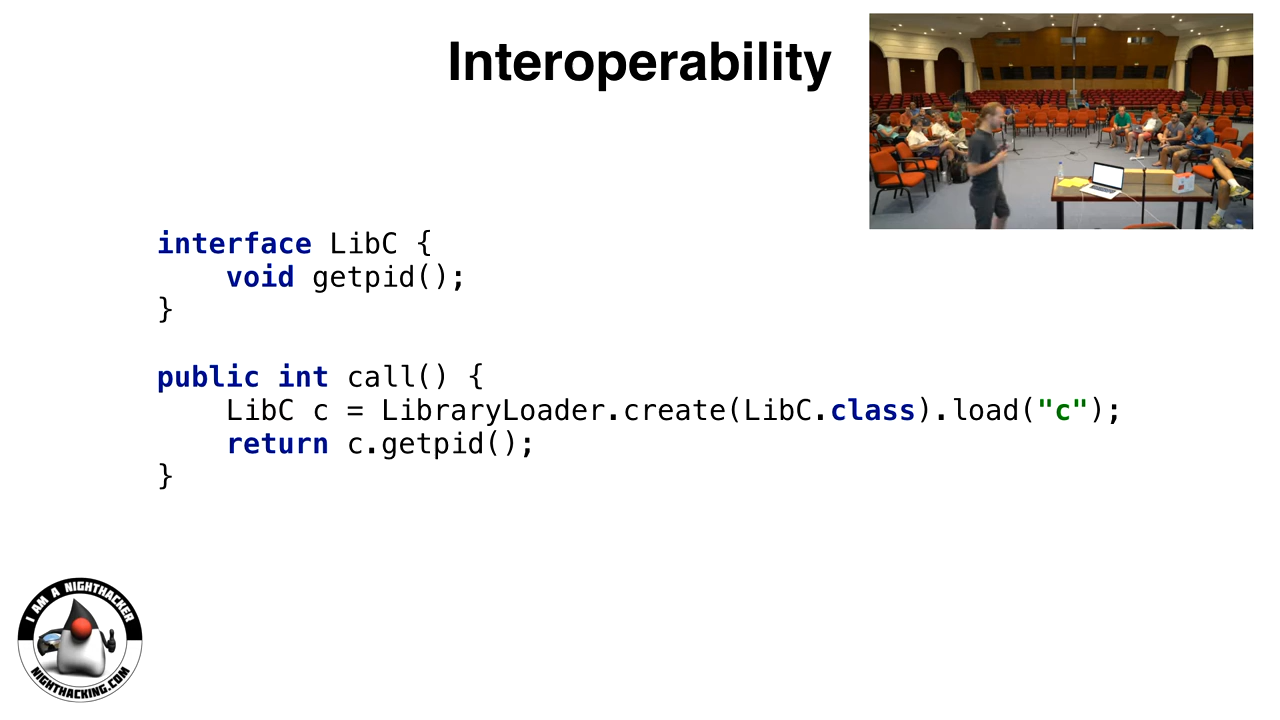 Interoperability
interface LibC {
    void getpid();
}
public int call() {
    LibC c = LibraryLoader.create(LibC.class).load("c");
    return c.getpid();
}
I AM A NIGHTHACKER
NIGHTHACKING.COM